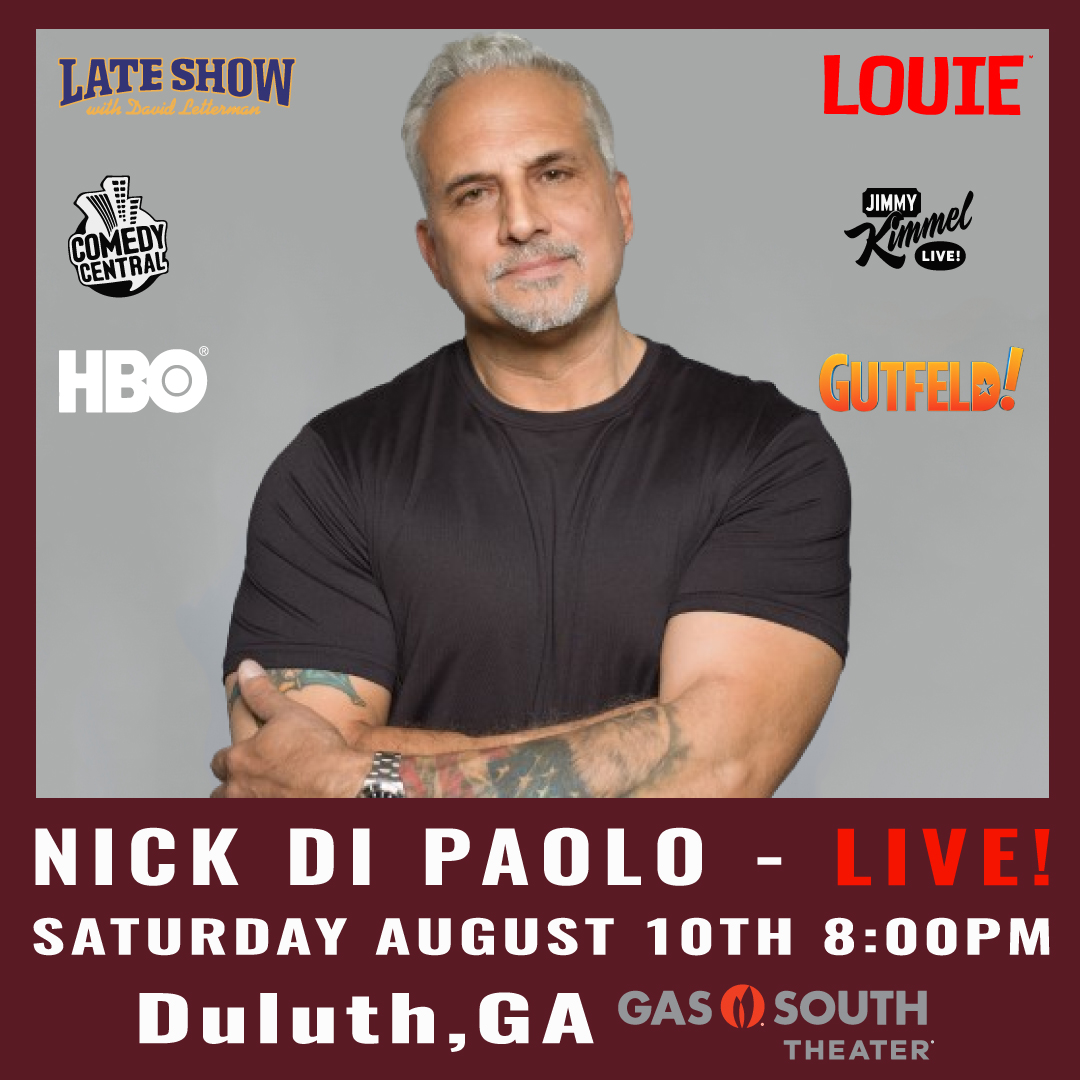 LATE SHOW
with David Letterman
LOUIE
COMEDY
CENTRAL
JIMMY
Kimmel
LIVE!
HBO®
GUTFELD!
NICK DI PAOLO - LIVE!
SATURDAY AUGUST 10TH 8:00PM
Duluth,GA
GAS SOUTH
THEATER